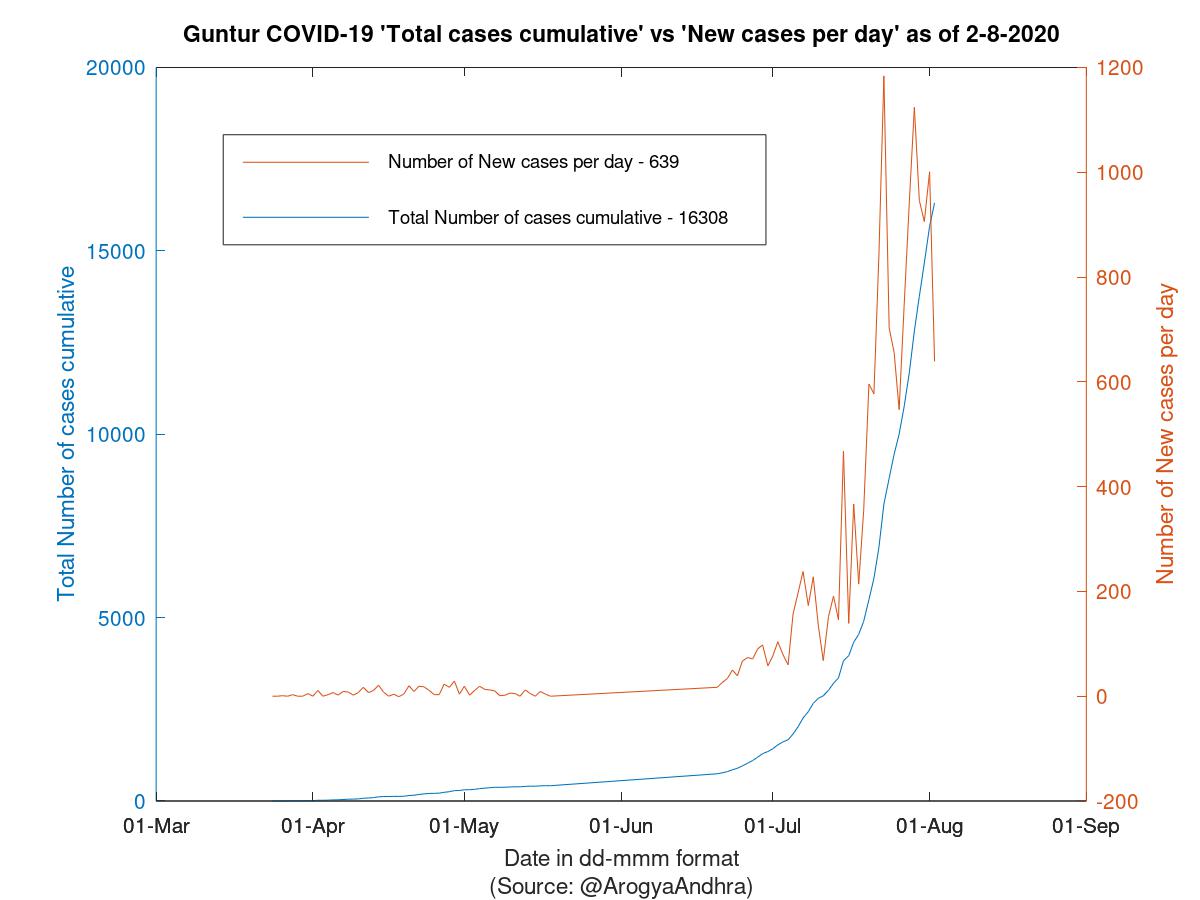 Guntur COVID-19 'Total cases cumulative' vs 'New cases per day' as of 2-8-2020
20000
15000
10000
5000
0
Total Number of cases cumulative
Number of New cases per day - 639
Total Number of cases cumulative - 16308
1200
1000
800
600
400
200
0
-200
Number of New cases per day
01-Mar 01-Apr 01-May 01-Jun 01-Jul 01-Aug 01-Sep
Date in dd-mmm format
(Source: @ArogyaAndhra)